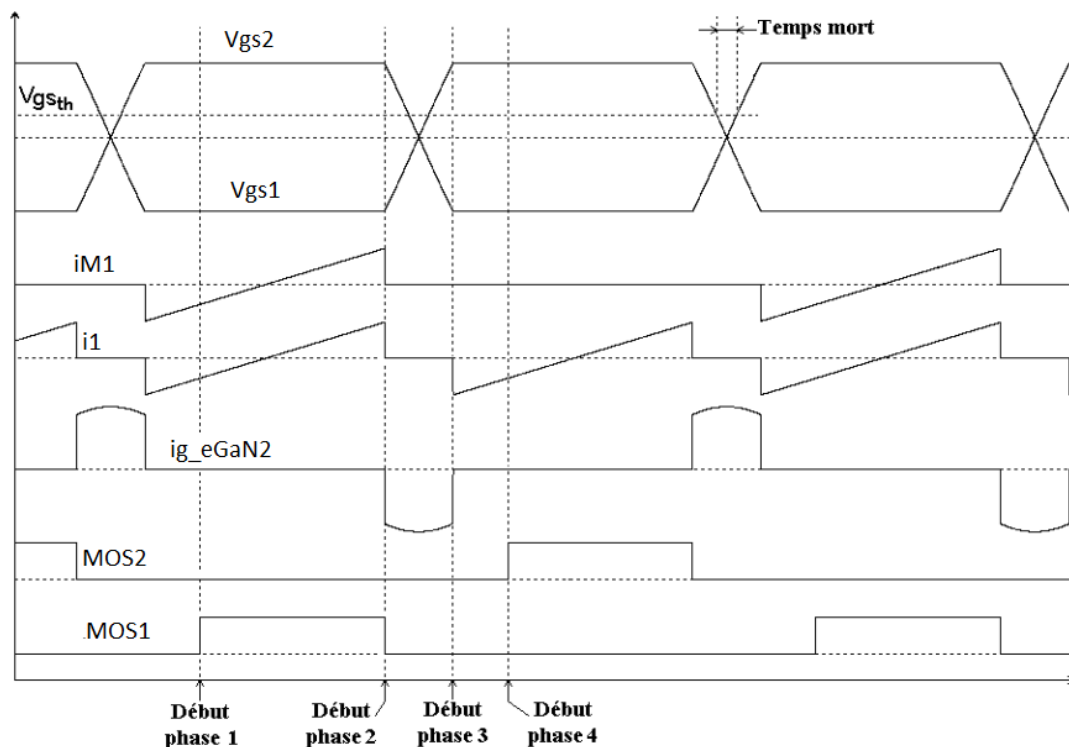 Temps mort
Vgs2
Vgsth
Vgs1
iM1
i1
ig_eGaN2
MOS2
.MOS1
Début
phase 1
Début
phase 2
Début
phase 3
Début
phase 4